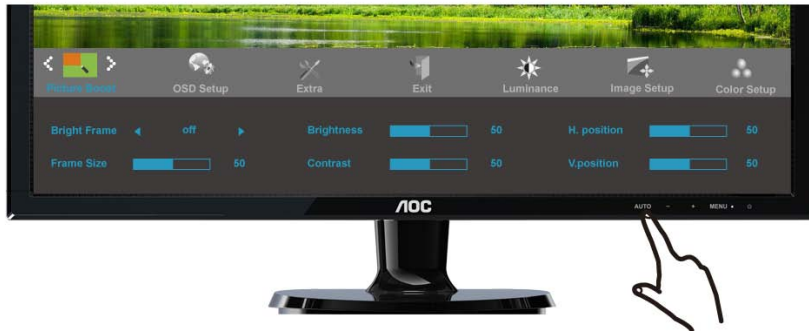 Picture Boost OSD Setup Extra Exit Luminance Image Setup Color Setup
Bright Frame off Brightness 50 H. position 50
Frame Size 50 Contrast 50 V.position 50
AOC
AUTO - + MENU